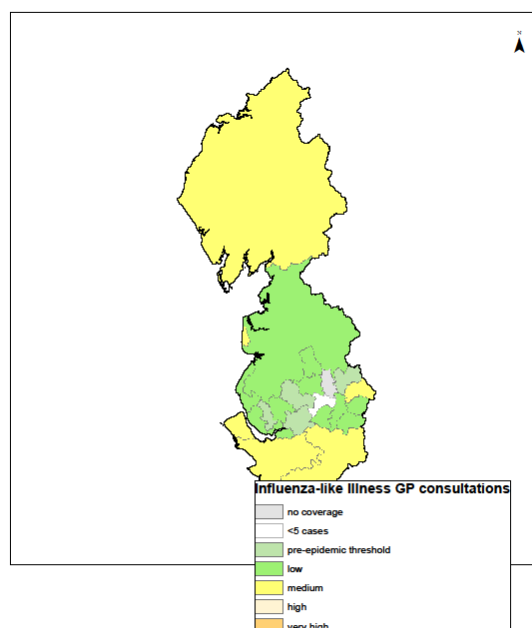 N
Influenza-like Illness GP consultations
no coverage
<5 cases
pre-epidemic threshold
low
medium
high
very high